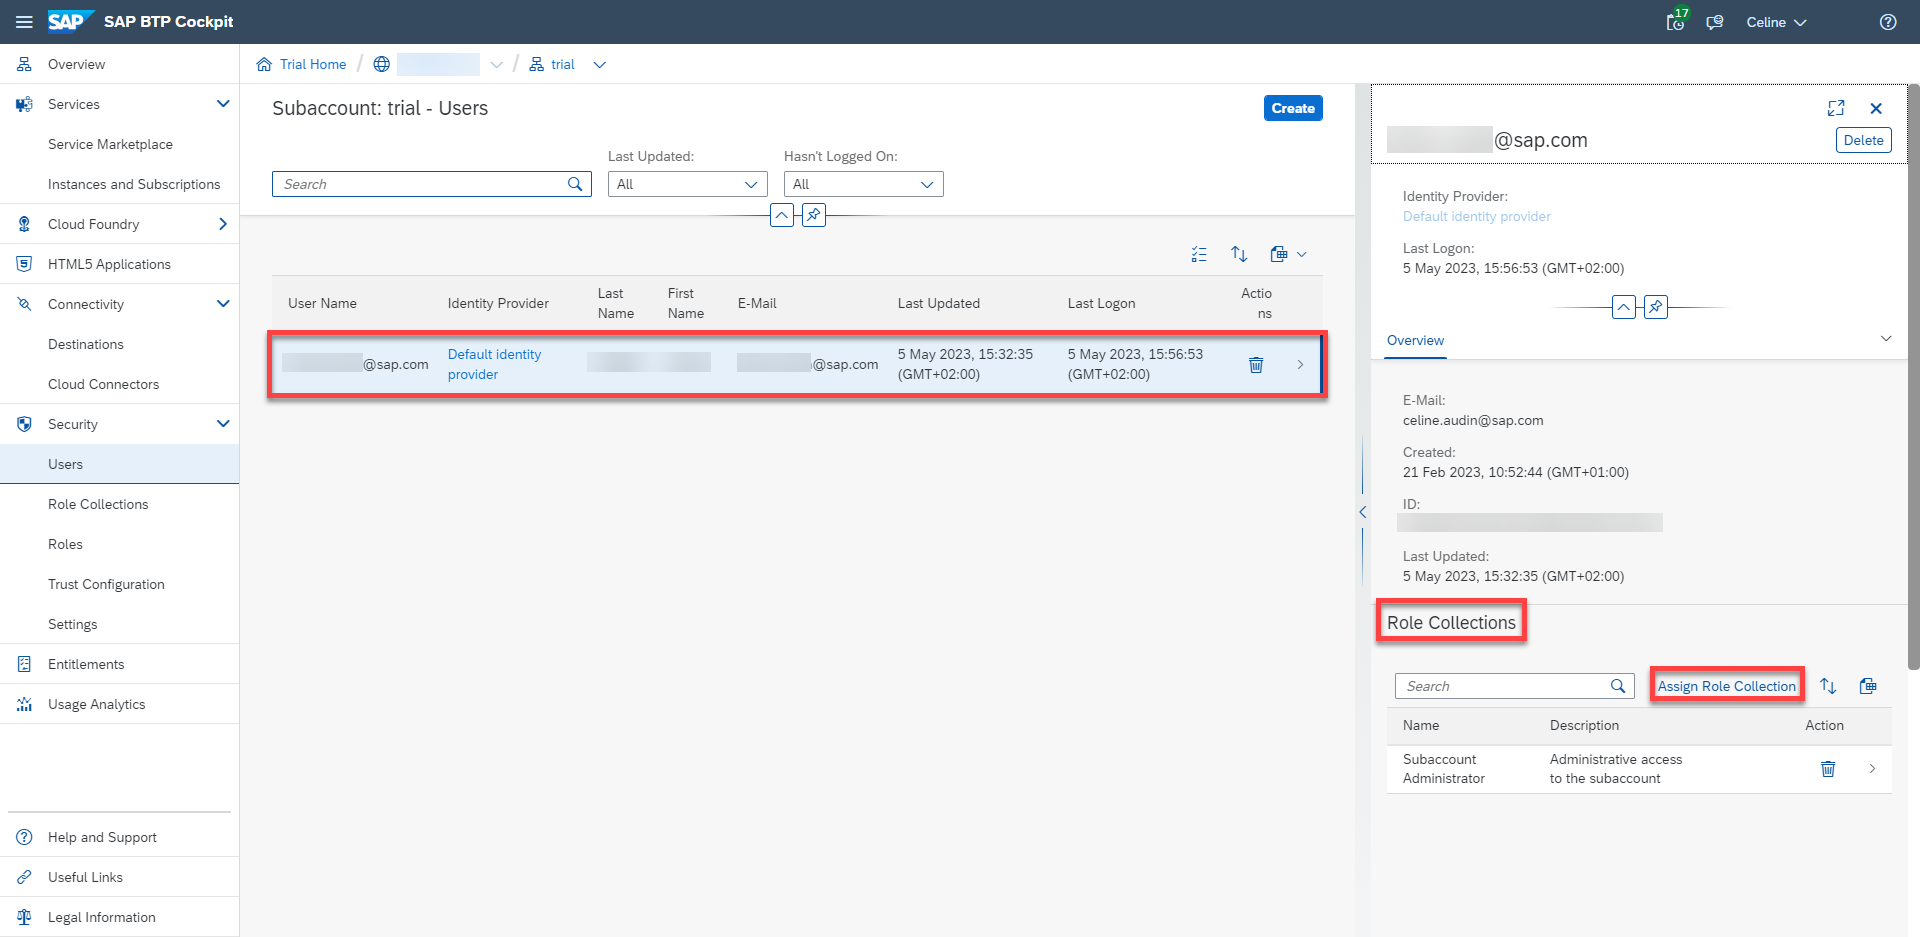 SAP SAP BTP Cockpit
17
Celine
Overview
Services
Service Marketplace
Instances and Subscriptions
Cloud Foundry
HTML5 Applications
Connectivity
Destinations
Cloud Connectors
Security
Users
Role Collections
Roles
Trust Configuration
Settings
Entitlements
Usage Analytics
Help and Support
Useful Links
Legal Information
Trial Home / / trial
Subaccount: trial - Users
Create
Last Updated:
Hasn't Logged On:
Search
All
All
User Name
Identity Provider
Last
Name
First
Name
E-Mail
Last Updated
Last Logon
Actio
ns
@sap.com
Default identity
provider
@sap.com
5 May 2023, 15:32:35
(GMT+02:00)
5 May 2023, 15:56:53
(GMT+02:00)
@sap.com
Delete
Identity Provider:
Default identity provider
Last Logon:
5 May 2023, 15:56:53 (GMT+02:00)
Overview
E-Mail:
celine.audin@sap.com
Created:
21 Feb 2023, 10:52:44 (GMT+01:00)
ID:
Last Updated:
5 May 2023, 15:32:35 (GMT+02:00)
Role Collections
Search
Assign Role Collection
Name
Description
Action
Subaccount
Administrator
Administrative access
to the subaccount